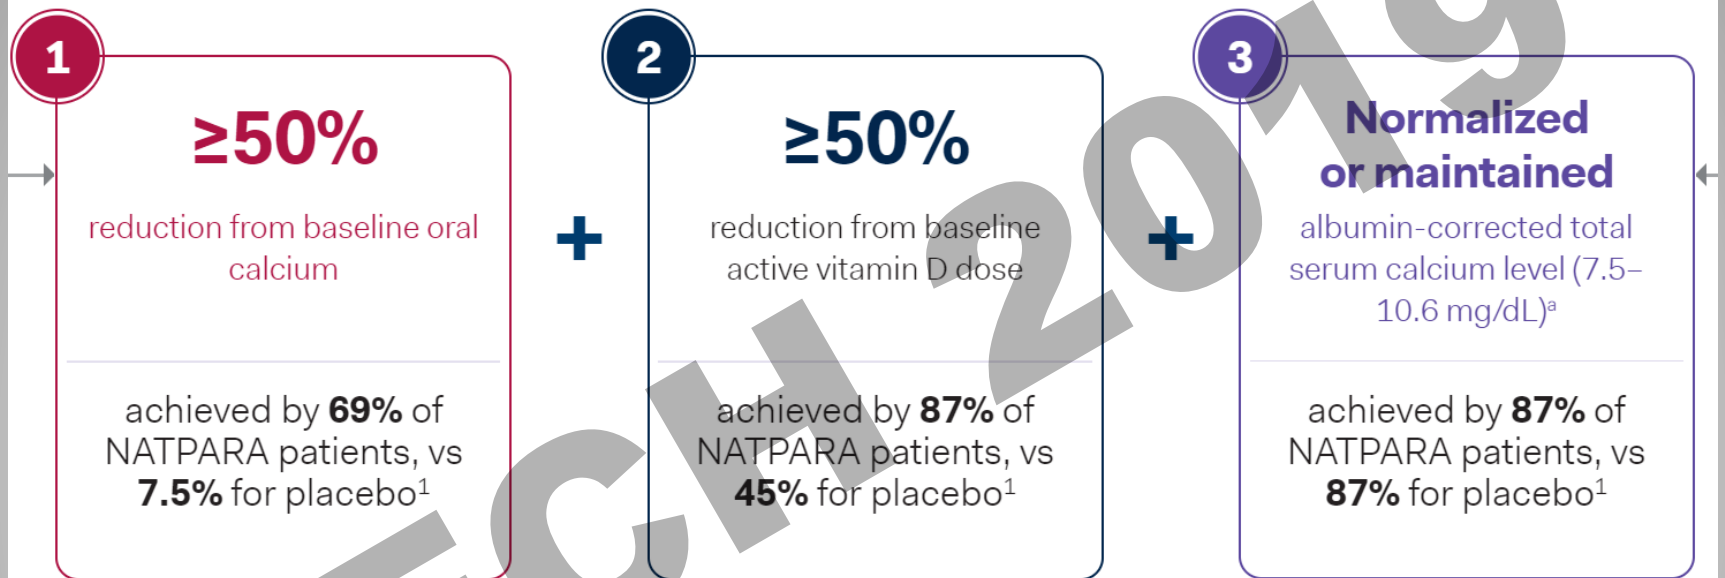 1
≥50%
reduction from baseline oral
calcium
achieved by 69% of
NATPARA patients, vs
7.5% for placebo¹
+
2
≥50%
reduction from baseline
active vitamin D dose
achieved by 87% of
NATPARA patients, vs
45% for placebo¹
+
3
Normalized
or maintained
albumin-corrected total
serum calcium level (7.5–
10.6 mg/dL)ª
achieved by 87% of
NATPARA patients, vs
87% for placebo¹
ECH 2019